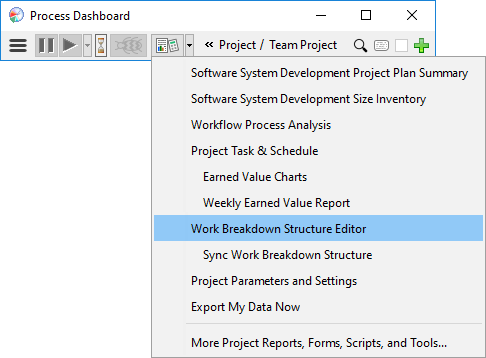 Process Dashboard
« Project / Team Project
Software System Development Project Plan Summary
Software System Development Size Inventory
Workflow Process Analysis
Project Task & Schedule
Earned Value Charts
Weekly Earned Value Report
Work Breakdown Structure Editor
Sync Work Breakdown Structure
Project Parameters and Settings
Export My Data Now
More Project Reports, Forms, Scripts, and Tools...